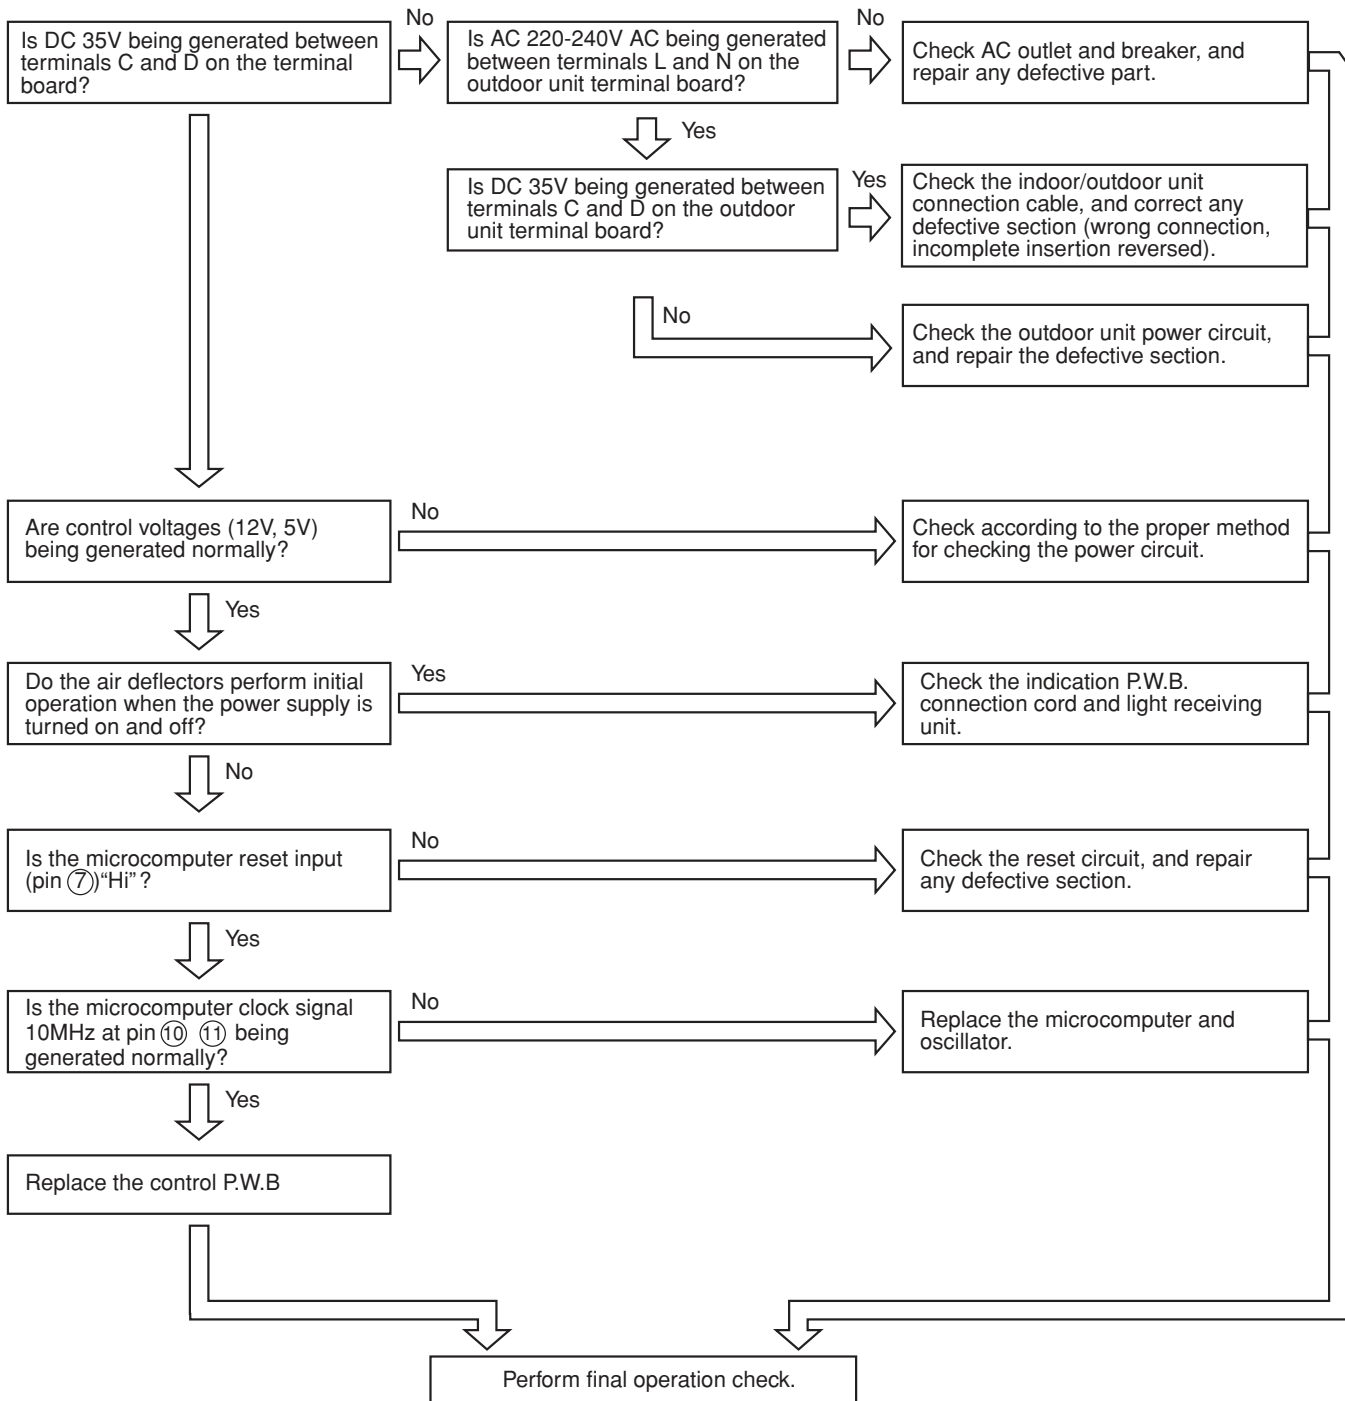 No
No
Is DC 35V being generated between
terminals C and D on the terminal
board?
Is AC 220-240V AC being generated
between terminals L and N on the
outdoor unit terminal board?
Check AC outlet and breaker, and
repair any defective part.
Yes
Is DC 35V being generated between
terminals C and D on the outdoor
unit terminal board?
Yes
Check the indoor/outdoor unit
connection cable, and correct any
defective section (wrong connection,
incomplete insertion reversed).
No
Check the outdoor unit power circuit,
and repair the defective section.
Are control voltages (12V, 5V)
being generated normally?
No
Check according to the proper method
for checking the power circuit.
Yes
Do the air deflectors perform initial
operation when the power supply is
turned on and off?
Yes
Check the indication P.W.B.
connection cord and light receiving
unit.
No
Is the microcomputer reset input
(pin ⑦)“Hi”?
No
Check the reset circuit, and repair
any defective section.
Yes
Is the microcomputer clock signal
10MHz at pin ⑩ ⑪ being
generated normally?
No
Replace the microcomputer and
oscillator.
Yes
Replace the control P.W.B
Perform final operation check.